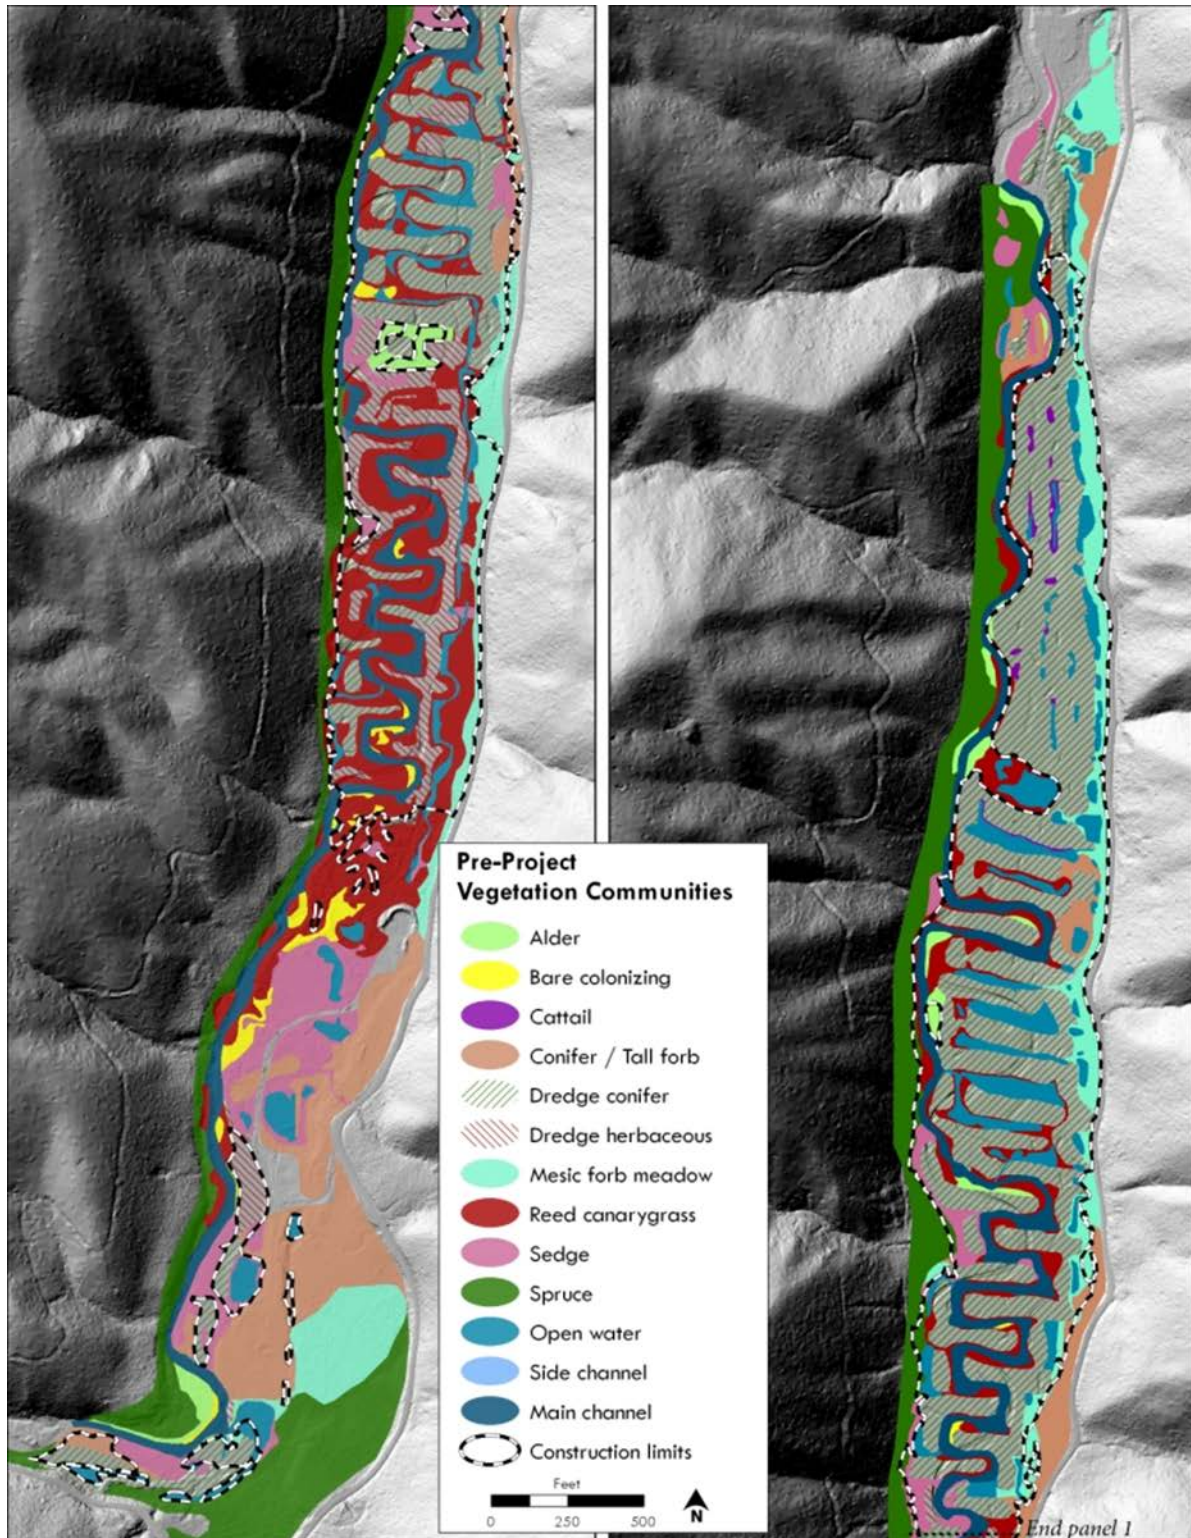 Pre-Project
Vegetation Communities
Alder
Bare colonizing
Cattail
Conifer / Tall forb
Dredge conifer
Dredge herbaceous
Mesic forb meadow
Reed canarygrass
Sedge
Spruce
Open water
Side channel
Main channel
Construction limits
Feet
0 250 500
N
End panel 1